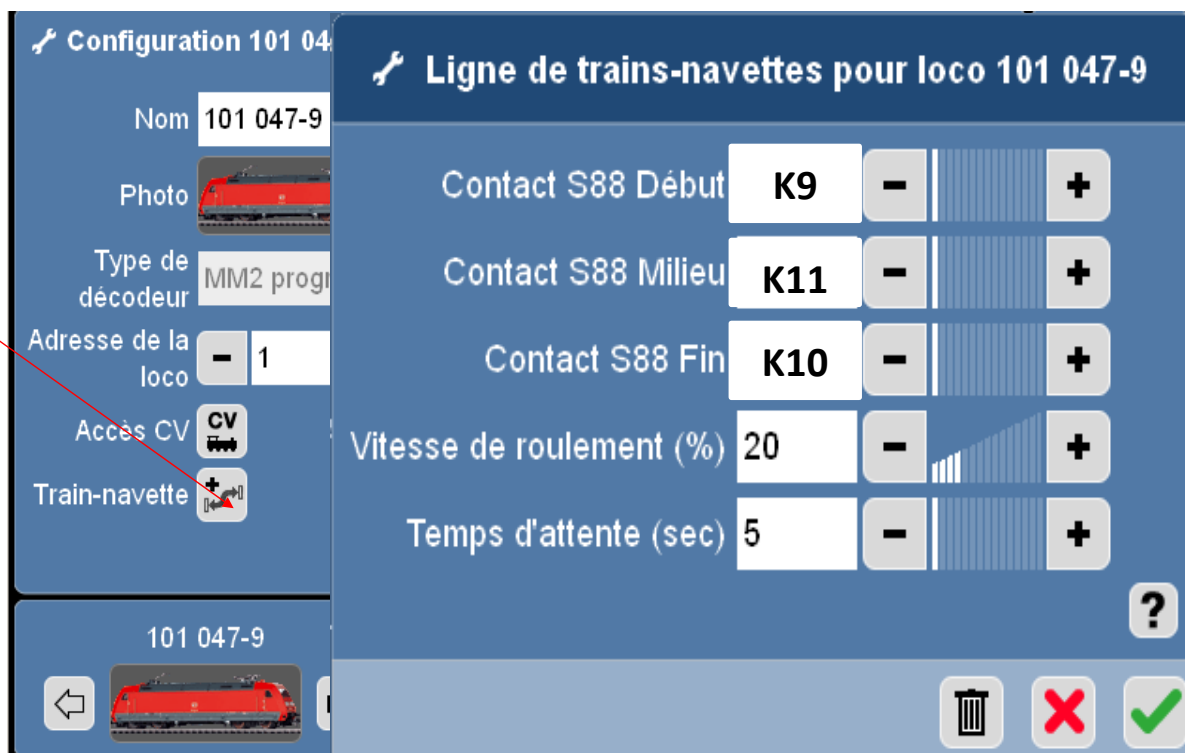 Configuration 101 04
Nom 101 047-9
Photo
Type de
décodeur MM2 progr
Adresse de la
loco - 1
Accès CV CV
Train-navette
101 047-9
Ligne de trains-navettes pour loco 101 047-9
Contact S88 Début K9 - +
Contact S88 Milieu K11 - +
Contact S88 Fin K10 - +
Vitesse de roulement (%) 20 - +
Temps d'attente (sec) 5 - +
?